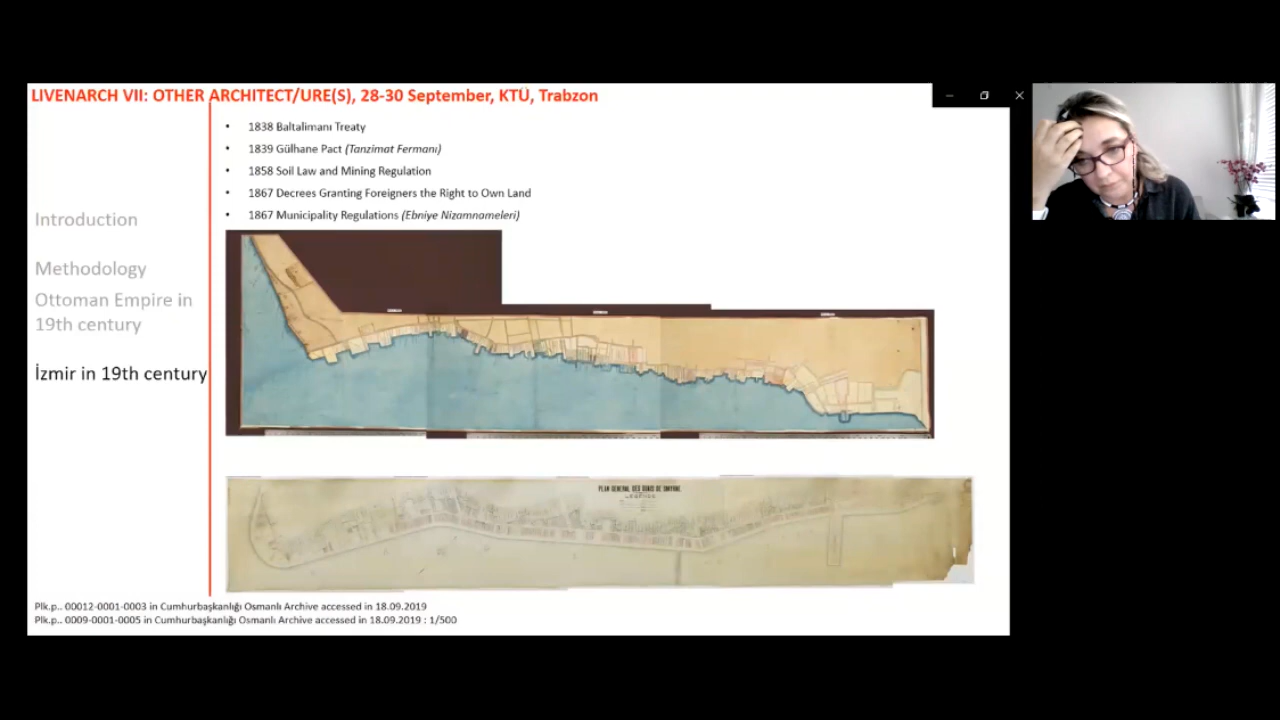 LIVENARCH VII: OTHER ARCHITECT/URE(S), 28-30 September, KTÜ, Trabzon
• 1838 Baltalimanı Treaty
• 1839 Gülhane Pact (Tanzimat Fermanı)
• 1858 Soil Law and Mining Regulation
• 1867 Decrees Granting Foreigners the Right to Own Land
• 1867 Municipality Regulations (Ebniye Nizamnameleri)
Introduction
Methodology
Ottoman Empire in
19th century
İzmir in 19th century
PLAN GENERAL DES QUAIS DE SMYRNE
Plk.p.. 00012-0001-0003 in Cumhurbaşkanlığı Osmanlı Archive accessed in 18.09.2019
Plk.p.. 0009-0001-0005 in Cumhurbaşkanlığı Osmanlı Archive accessed in 18.09.2019 : 1/500